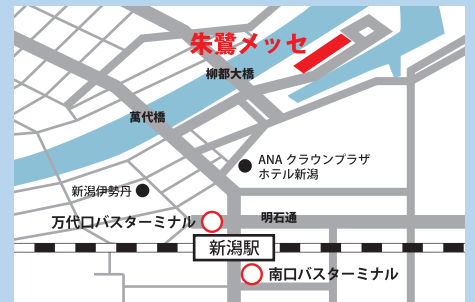 朱鷺メッセ
柳都大橋
萬代橋
ANA クラウンプラザ
ホテル新潟
新潟伊勢丹
万代口バスターミナル
明石通
新潟駅
南口バスターミナル